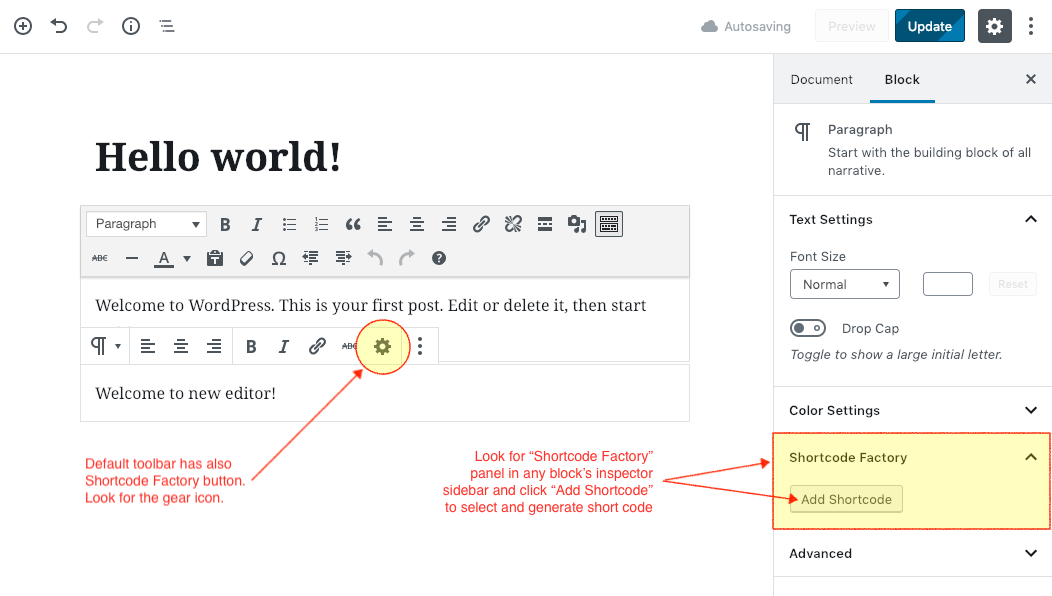 Autosaving
Preview
Update
Document
Block
Paragraph
Start with the building block of all
narrative.
Hello world!
Paragraph
B
I
ABC
A
Ω
Welcome to WordPress. This is your first post. Edit or delete it, then start
B
I
ABC
Welcome to new editor!
Text Settings
Font Size
Normal
Reset
Drop Cap
Toggle to show a large initial letter.
Color Settings
Shortcode Factory
Add Shortcode
Advanced
Default toolbar has also
Shortcode Factory button.
Look for the gear icon.
Look for “Shortcode Factory”
panel in any block’s inspector
sidebar and click “Add Shortcode”
to select and generate short code